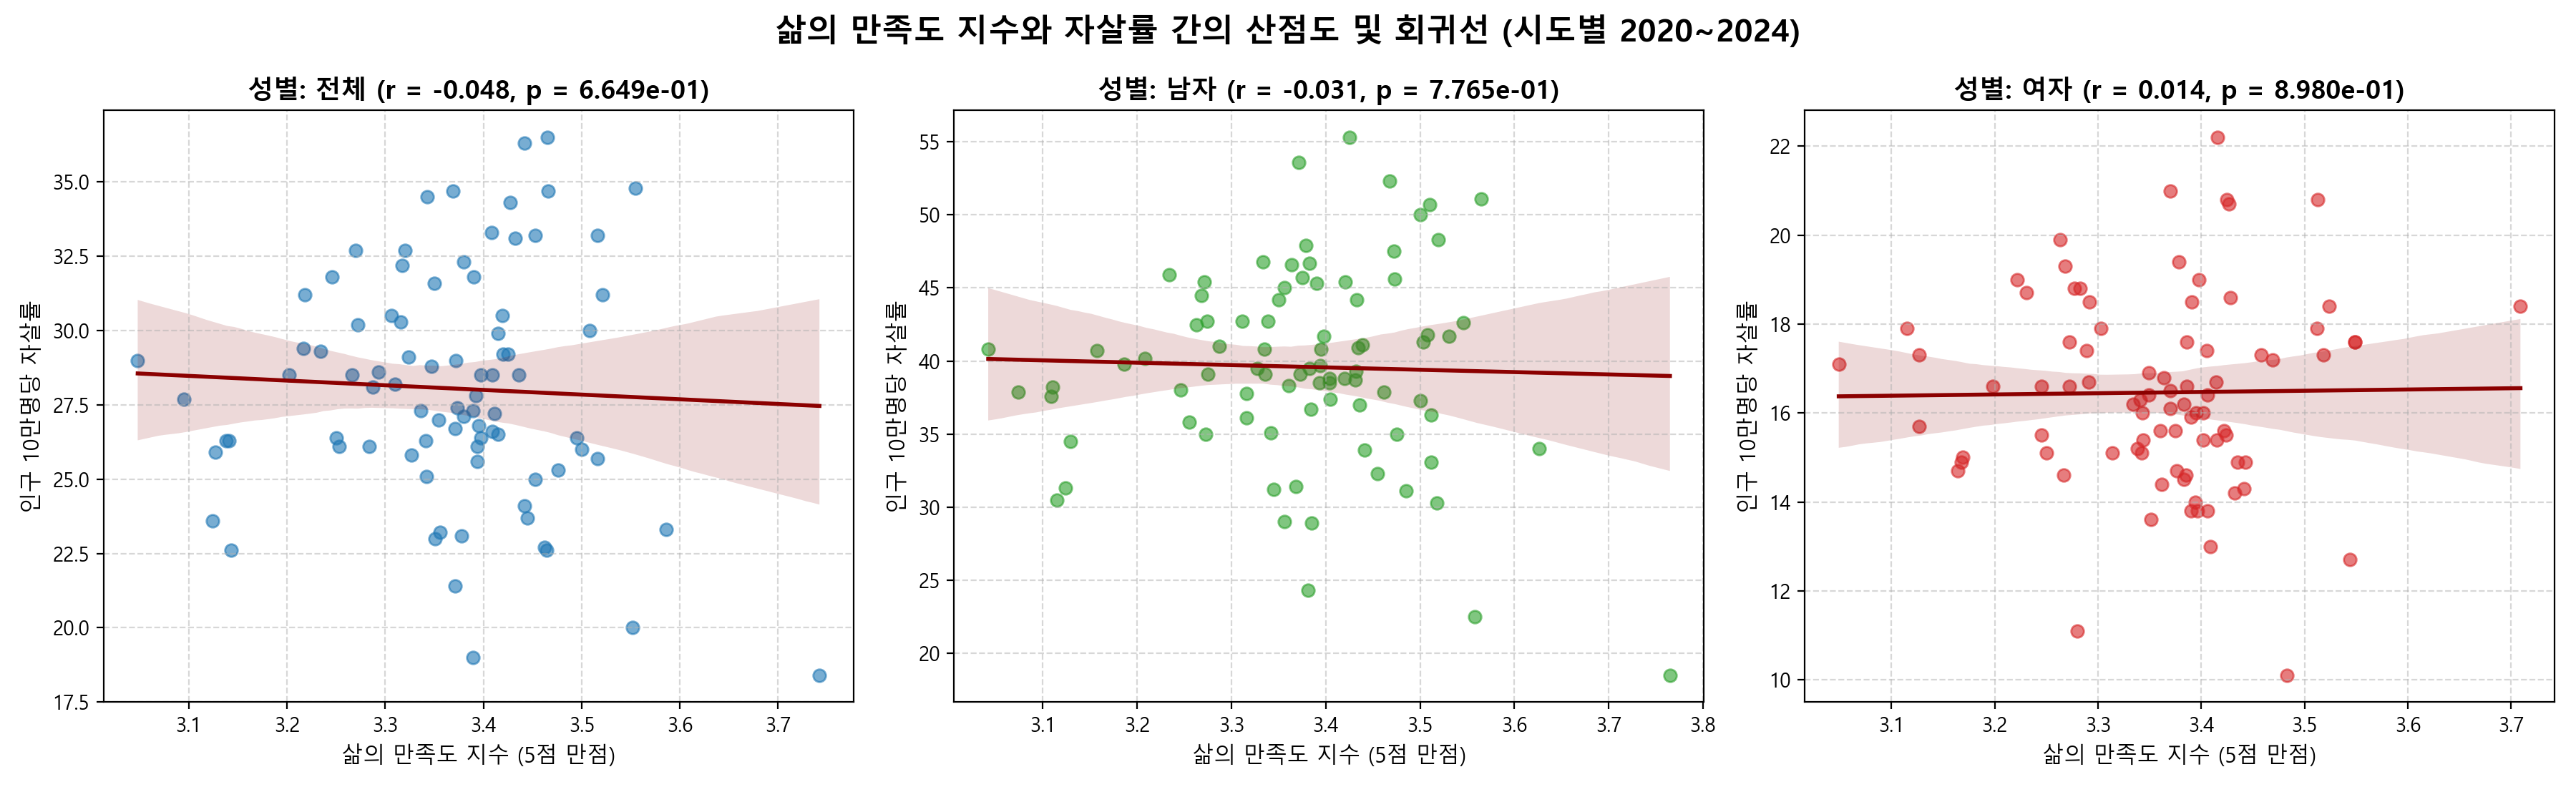 삶의 만족도 지수와 자살률 간의 산점도 및 회귀선 (시도별 2020~2024)
성별: 전체 (r = -0.048, p = 6.649e-01)
인구 10만명당 자살률
35.0
32.5
30.0
27.5
25.0
22.5
20.0
17.5
3.1 3.2 3.3 3.4 3.5 3.6 3.7
삶의 만족도 지수 (5점 만점)
성별: 남자 (r = -0.031, p = 7.765e-01)
인구 10만명당 자살률
55
50
45
40
35
30
25
20
3.1 3.2 3.3 3.4 3.5 3.6 3.7 3.8
삶의 만족도 지수 (5점 만점)
성별: 여자 (r = 0.014, p = 8.980e-01)
인구 10만명당 자살률
22
20
18
16
14
12
10
3.1 3.2 3.3 3.4 3.5 3.6 3.7
삶의 만족도 지수 (5점 만점)